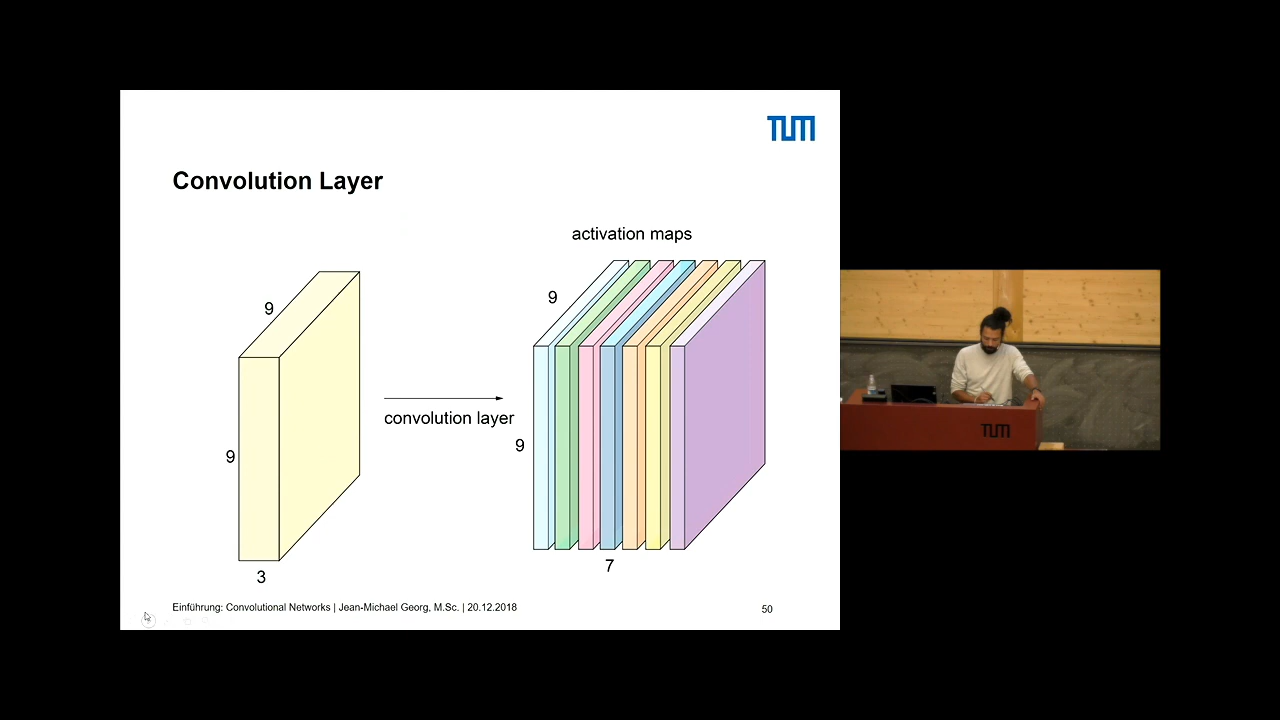 TUM
Convolution Layer
activation maps
9
9
convolution layer
9
9
3
7
Einführung: Convolutional Networks | Jean-Michael Georg, M.Sc. | 20.12.2018
50
TUM